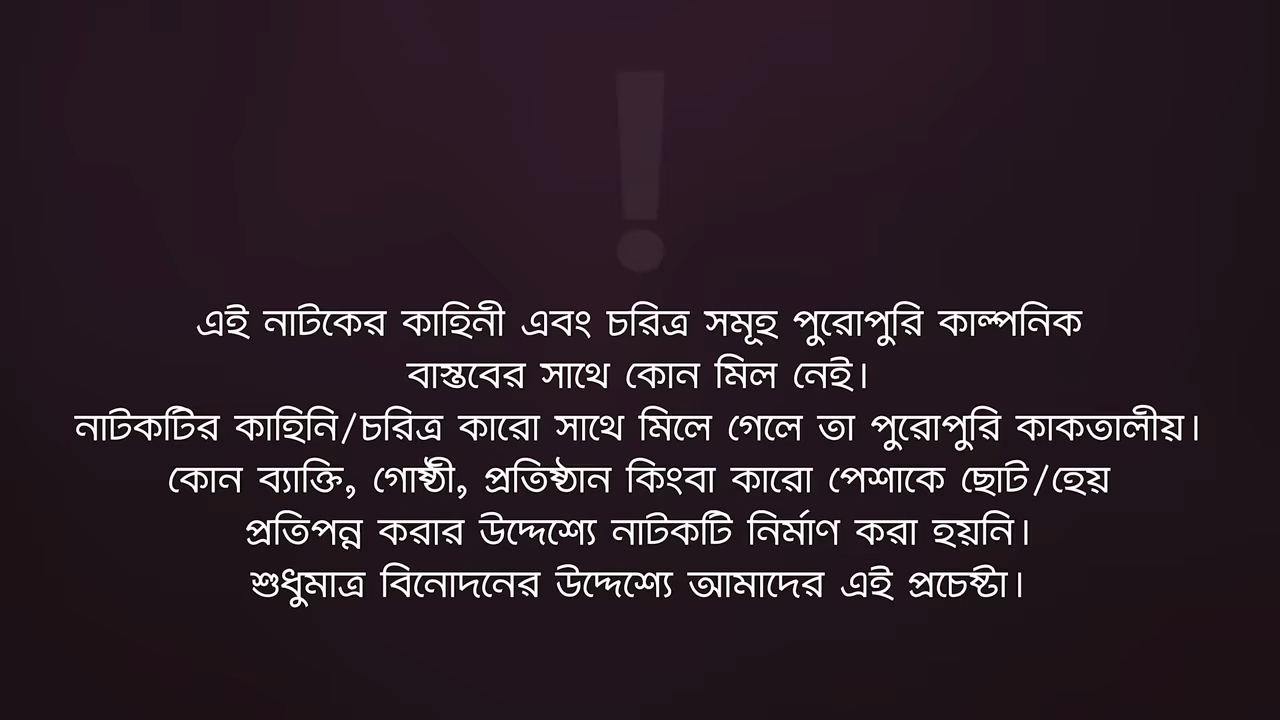 এই নাটকের কাহিনী এবং চরিত্র সমূহ পুরোপুরি কাল্পনিক
বাস্তবের সাথে কোন মিল নেই।
নাটকটির কাহিনি/চরিত্র কারো সাথে মিলে গেলে তা পুরোপুরি কাকতালীয়।
কোন ব্যাক্তি, গোষ্ঠী, প্রতিষ্ঠান কিংবা কারো পেশাকে ছোট/হেয়
প্রতিপন্ন করার উদ্দেশ্যে নাটকটি নির্মাণ করা হয়নি।
শুধুমাত্র বিনোদনের উদ্দেশ্যে আমাদের এই প্রচেষ্টা।